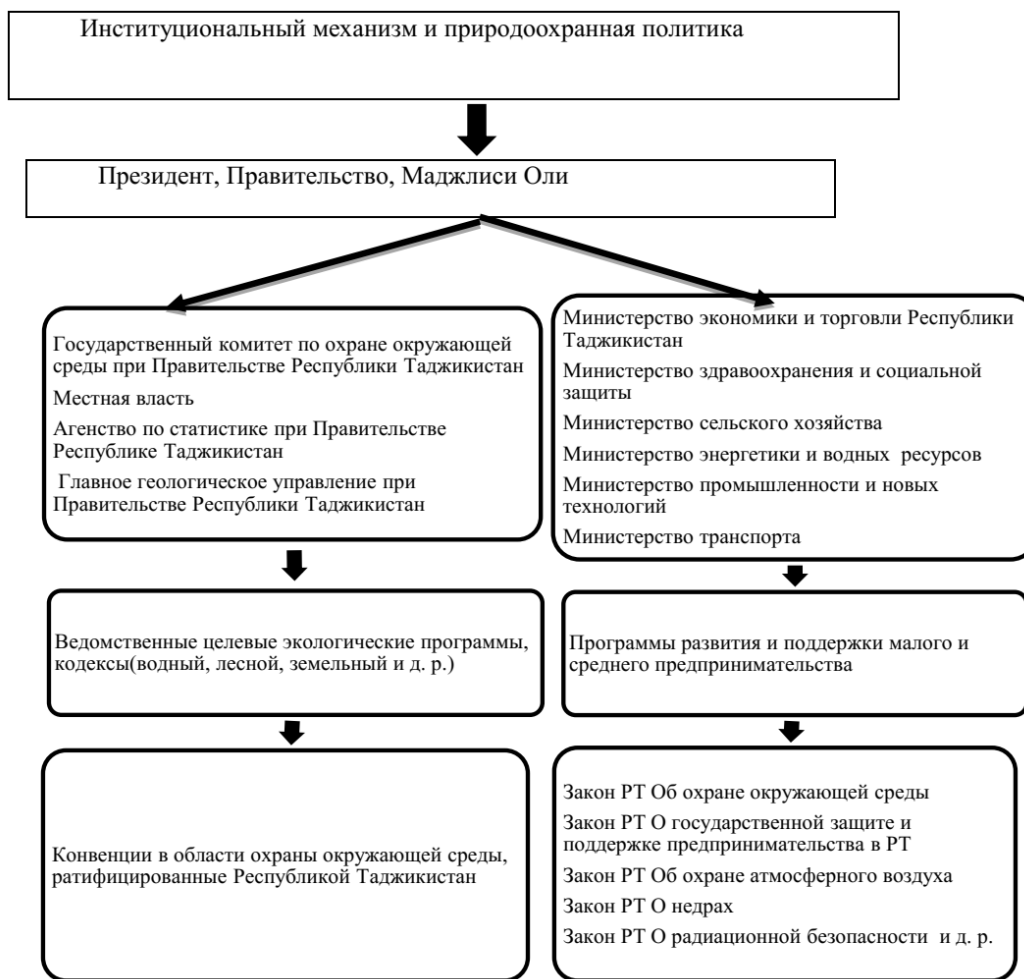 Институциональный механизм и природоохранная политика
Президент, Правительство, Маджлиси Оли
Государственный комитет по охране окружающей
среды при Правительстве Республики Таджикистан
Местная власть
Агенство по статистике при Правительстве
Республике Таджикистан
Главное геологическое управление при
Правительстве Республики Таджикистан
Министерство экономики и торговли Республики
Таджикистан
Министерство здравоохранения и социальной
защиты
Министерство сельского хозяйства
Министерство энергетики и водных ресурсов
Министерство промышленности и новых
технологий
Министерство транспорта
Ведомственные целевые экологические программы,
кодексы(водный, лесной, земельный и д. р.)
Программы развития и поддержки малого и
среднего предпринимательства
Конвенции в области охраны окружающей среды,
ратифицированные Республикой Таджикистан
Закон РТ Об охране окружающей среды
Закон РТ О государственной защите и
поддержке предпринимательства в РТ
Закон РТ Об охране атмосферного воздуха
Закон РТ О недрах
Закон РТ О радиационной безопасности и д. р.